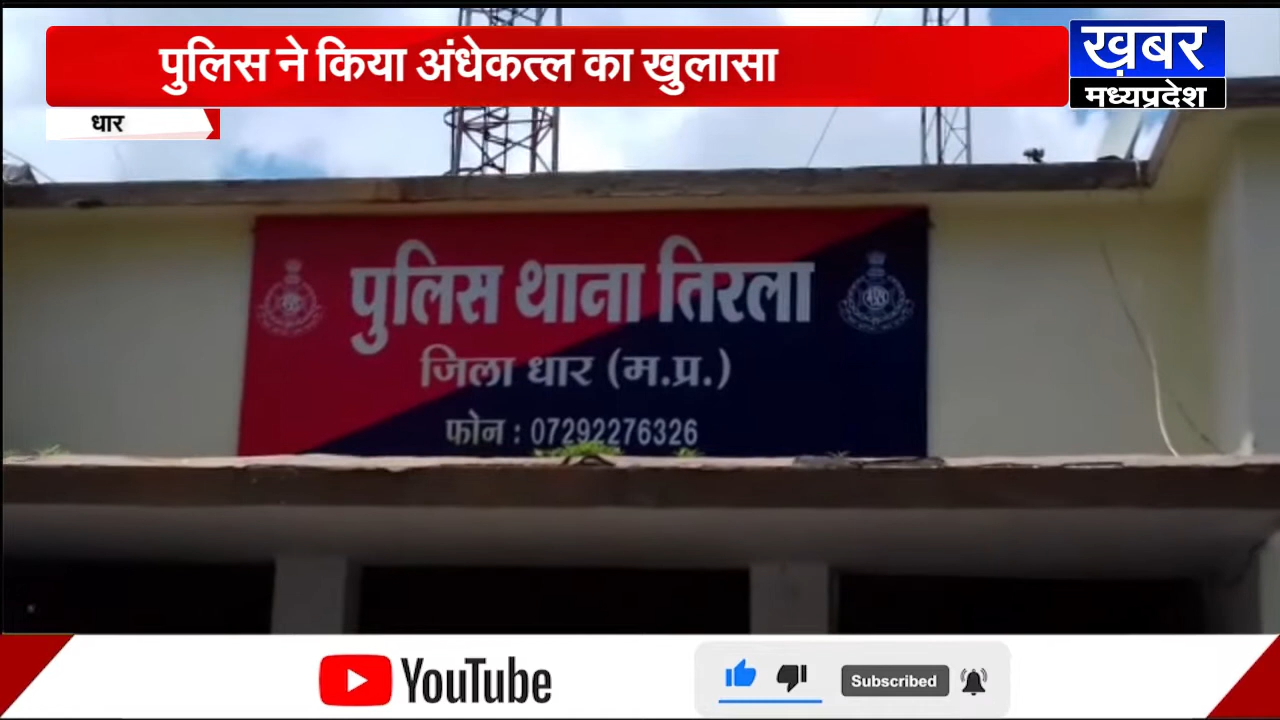 पुलिस ने किया अंधेकत्ल का खुलासा
ख़बर
मध्यप्रदेश
धार
पुलिस थाना तिरला
जिला धार (म.प्र.)
फोन : 07292276326
YouTube
Subscribed